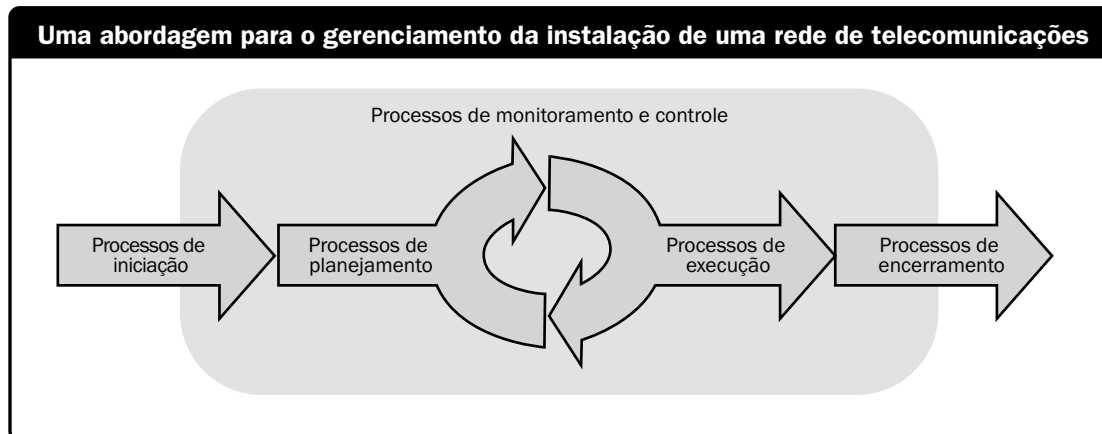 Uma abordagem para o gerenciamento da instalação de uma rede de telecomunicações
Processos de monitoramento e controle
Processos de
iniciação
Processos de
planejamento
Processos de
execução
Processos de
encerramento